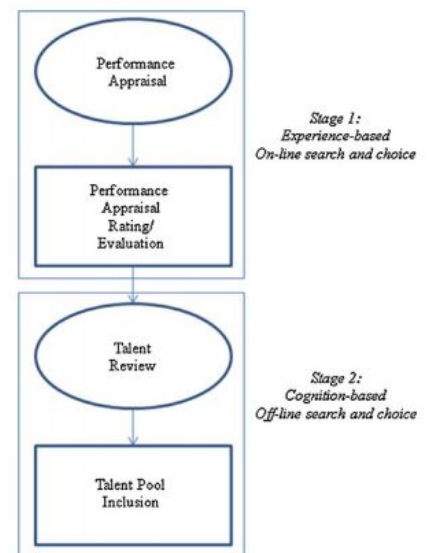 Performance
Appraisal
Stage 1:
Experience-based
On-line search and choice
Performance
Appraisal
Rating/
Evaluation
Talent
Review
Stage 2:
Cognition-based
Off-line search and choice
Talent Pool
Inclusion